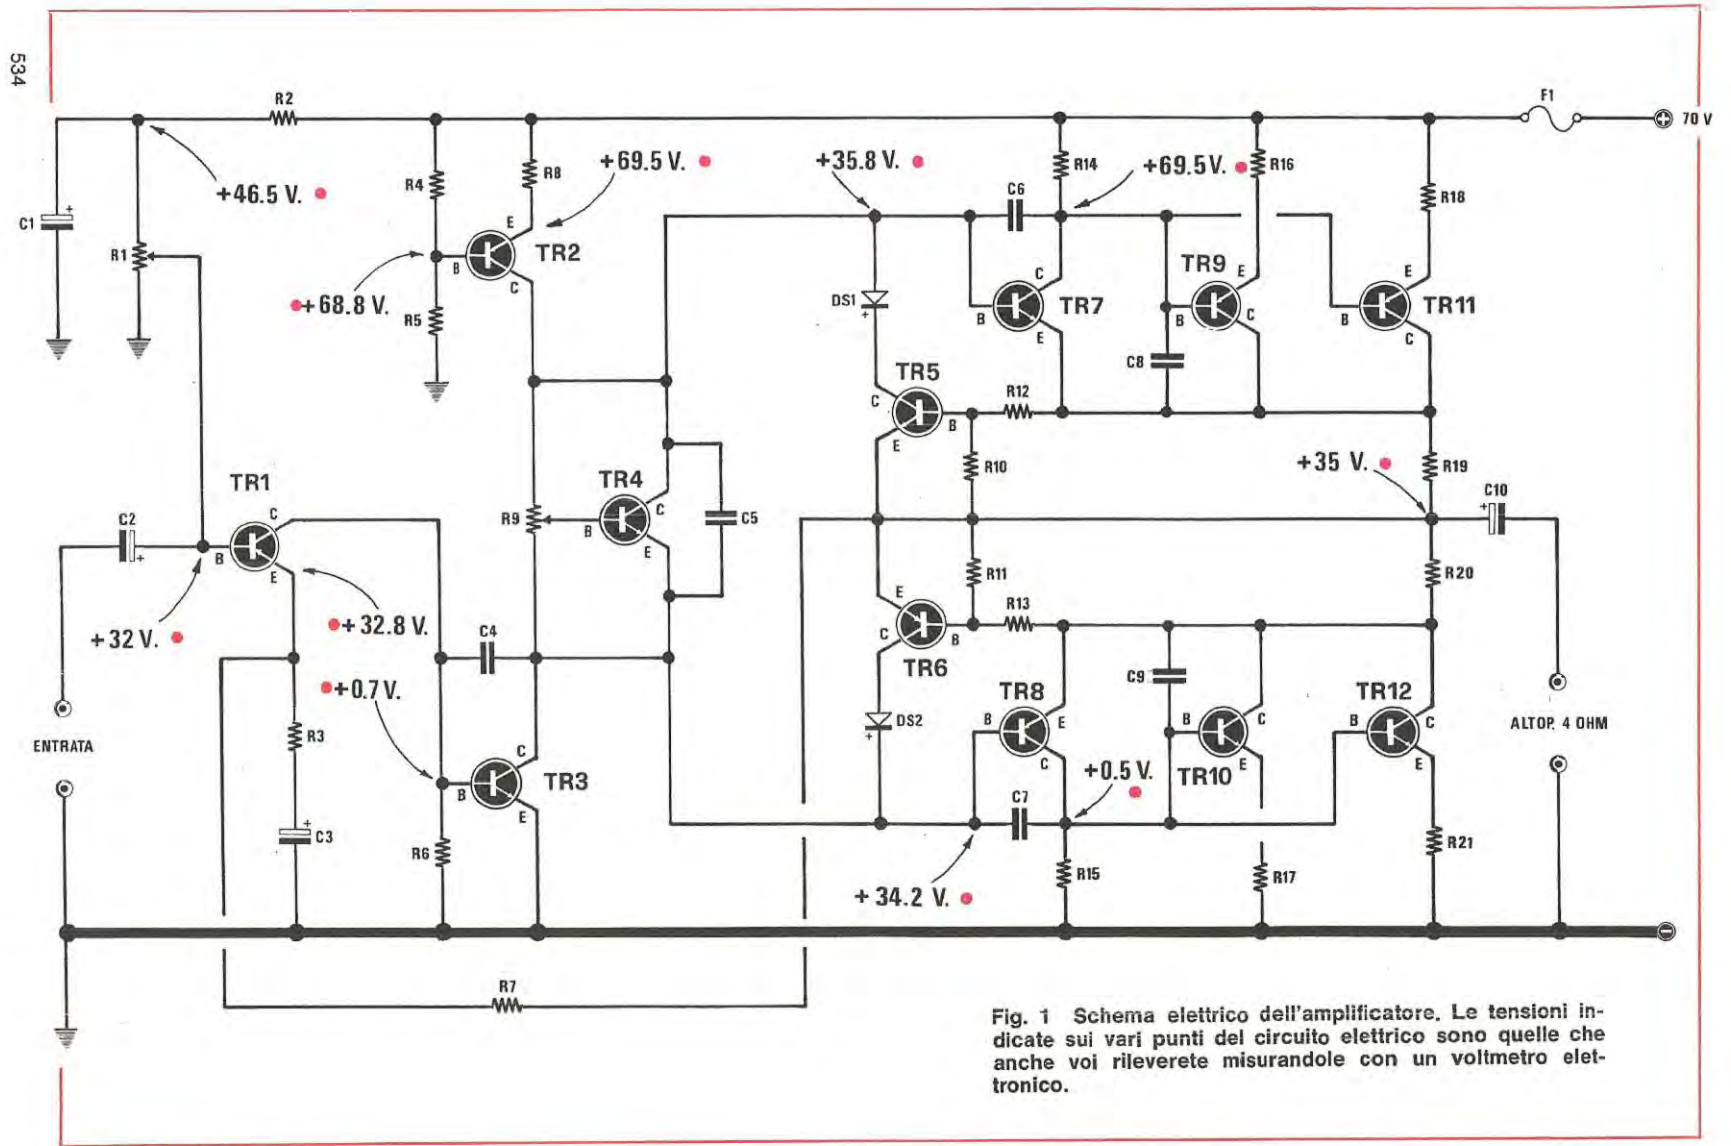 534
R2
F1
70 V
+46.5 V.
C1
+
R1
R4
R8
E
+69.5 V.
TR2
B
C
+68.8 V.
R5
+35.8 V.
R14
+69.5 V.
R16
C6
R18
DS1
+
C
TR7
B
E
E
TR9
B
C
C8
E
TR11
B
C
TR5
C
B
E
R12
R10
+35 V.
R19
C10
+
TR1
C
B
E
C2
+
+32 V.
+32.8 V.
R9
TR4
C
B
E
C5
C4
+0.7 V.
R11
R20
E
C
B
TR6
R13
TR8
B
E
C
C9
C
TR10
B
E
TR12
B
C
E
ENTRATA
R3
+
C3
C
TR3
B
E
R6
DS2
+
C7
+0.5 V.
ALTOP. 4 OHM
R15
R17
R21
+34.2 V.
R7
Fig. 1 Schema elettrico dell'amplificatore. Le tensioni in-
dicate sui vari punti del circuito elettrico sono quelle che
anche voi rileverete misurandole con un voltmetro elet-
tronico.